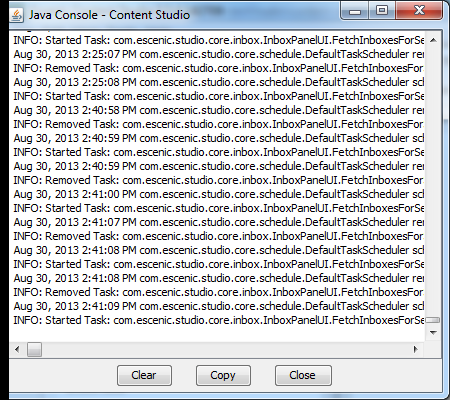 Java Console - Content Studio
INFO: Started Task: com.escenic.studio.core.inbox.InboxPanelUI.FetchInboxesForSe
Aug 30, 2013 2:25:07 PM com.escenic.studio.core.schedule.DefaultTaskScheduler
INFO: Removed Task: com.escenic.studio.core.inbox.InboxPanelUI.FetchInboxesForSe
Aug 30, 2013 2:25:08 PM com.escenic.studio.core.schedule.DefaultTaskScheduler
INFO: Started Task: com.escenic.studio.core.inbox.InboxPanelUI.FetchInboxesForSe
Aug 30, 2013 2:40:58 PM com.escenic.studio.core.schedule.DefaultTaskScheduler
INFO: Removed Task: com.escenic.studio.core.inbox.InboxPanelUI.FetchInboxesForSe
Aug 30, 2013 2:40:59 PM com.escenic.studio.core.schedule.DefaultTaskScheduler
INFO: Started Task: com.escenic.studio.core.inbox.InboxPanelUI.FetchInboxesForSe
Aug 30, 2013 2:40:59 PM com.escenic.studio.core.schedule.DefaultTaskScheduler
INFO: Removed Task: com.escenic.studio.core.inbox.InboxPanelUI.FetchInboxesForSe
Aug 30, 2013 2:41:00 PM com.escenic.studio.core.schedule.DefaultTaskScheduler
INFO: Started Task: com.escenic.studio.core.inbox.InboxPanelUI.FetchInboxesForSe
Aug 30, 2013 2:41:07 PM com.escenic.studio.core.schedule.DefaultTaskScheduler
INFO: Removed Task: com.escenic.studio.core.inbox.InboxPanelUI.FetchInboxesForSe
Aug 30, 2013 2:41:08 PM com.escenic.studio.core.schedule.DefaultTaskScheduler
INFO: Started Task: com.escenic.studio.core.inbox.InboxPanelUI.FetchInboxesForSe
Aug 30, 2013 2:41:08 PM com.escenic.studio.core.schedule.DefaultTaskScheduler
INFO: Removed Task: com.escenic.studio.core.inbox.InboxPanelUI.FetchInboxesForSe
Aug 30, 2013 2:41:09 PM com.escenic.studio.core.schedule.DefaultTaskScheduler
INFO: Started Task: com.escenic.studio.core.inbox.InboxPanelUI.FetchInboxesForSe
Clear Copy Close